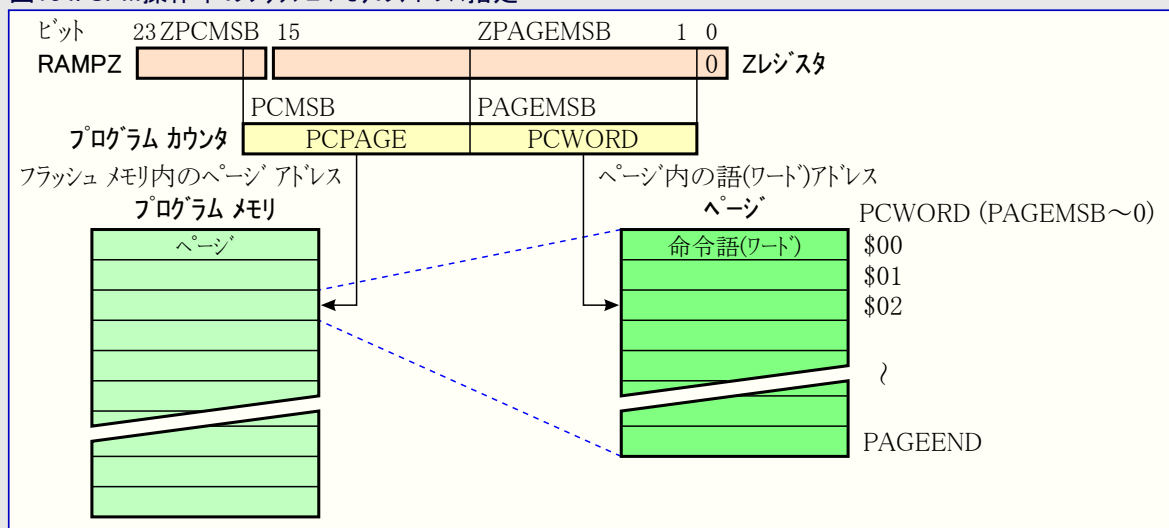 ビット 23 ZPCMSB 15 ZPAGEMSB 1 0
RAMPZ 0 Zレジスタ
PCMSB PAGEMSB
プログラム カウンタ PCPAGE PCWORD
フラッシュ メモリ内のページ アドレス ページ内の語(ワード)アドレス
プログラム メモリ ページ PCWORD (PAGEMSB～0)
ページ 命令語(ワード) $00
$01
$02
～
PAGEEND